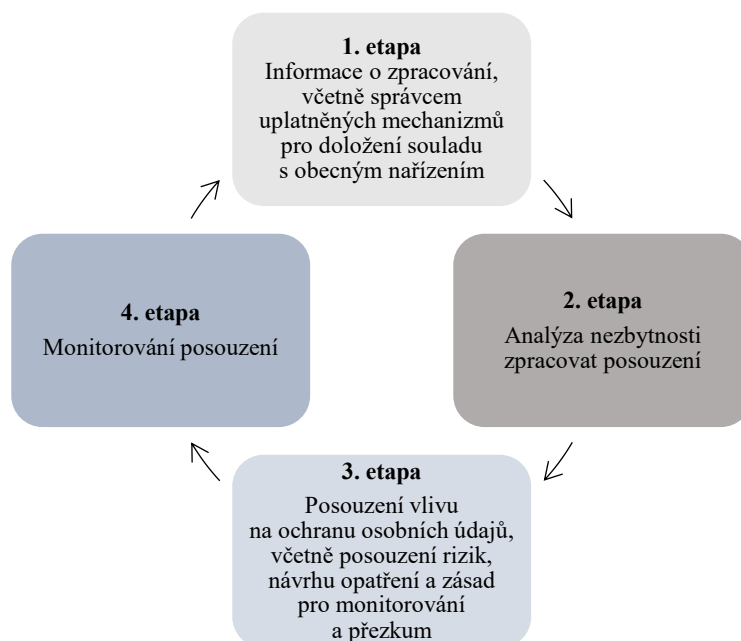 1. etapa
Informace o zpracování,
včetně správcem
uplatněných mechanizmů
pro doložení souladu
s obecným nařízením
2. etapa
Analýza nezbytnosti
zpracovat posouzení
3. etapa
Posouzení vlivu
na ochranu osobních údajů,
včetně posouzení rizik,
návrhu opatření a zásad
pro monitorování
a přezkum
4. etapa
Monitorování posouzení